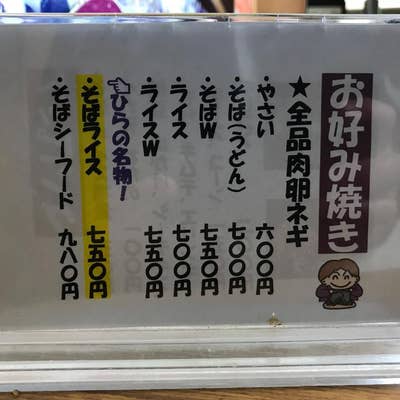 お好み焼き
★全品肉卵ネギ
・やさい 六〇〇円
・そば(うどん) 七〇〇円
・そばW 七五〇円
・ライス 七〇〇円
・ライスW 七五〇円
ひらの名物!
・そばライス 七五〇円
・そばシーフード 九八〇円